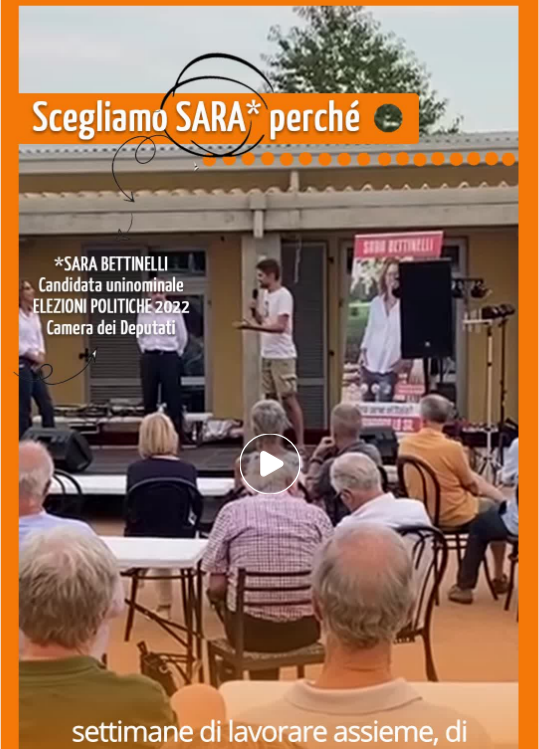 Scegliamo SARA* perché
*SARA BETTINELLI
Candidata uninominale
ELEZIONI POLITICHE 2022
Camera dei Deputati
SARA BETTINELLI
settimane di lavorare assieme, di